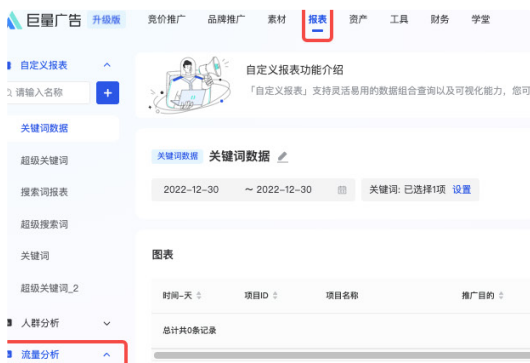 巨量广告 升级版 竞价推广 品牌推广 素材 报表 资产 工具 财务 学堂
自定义报表
请输入名称 +
关键词数据
超级关键词
搜索词报表
超级搜索词
关键词
超级关键词_2
人群分析
流量分析
自定义报表功能介绍
「自定义报表」支持灵活易用的数据组合查询以及可视化能力，您可
关键词数据 关键词数据
2022-12-30 ~ 2022-12-30 关键词: 已选择1项 设置
图表
时间-天 项目ID 项目名称 推广目的
总计共0条记录